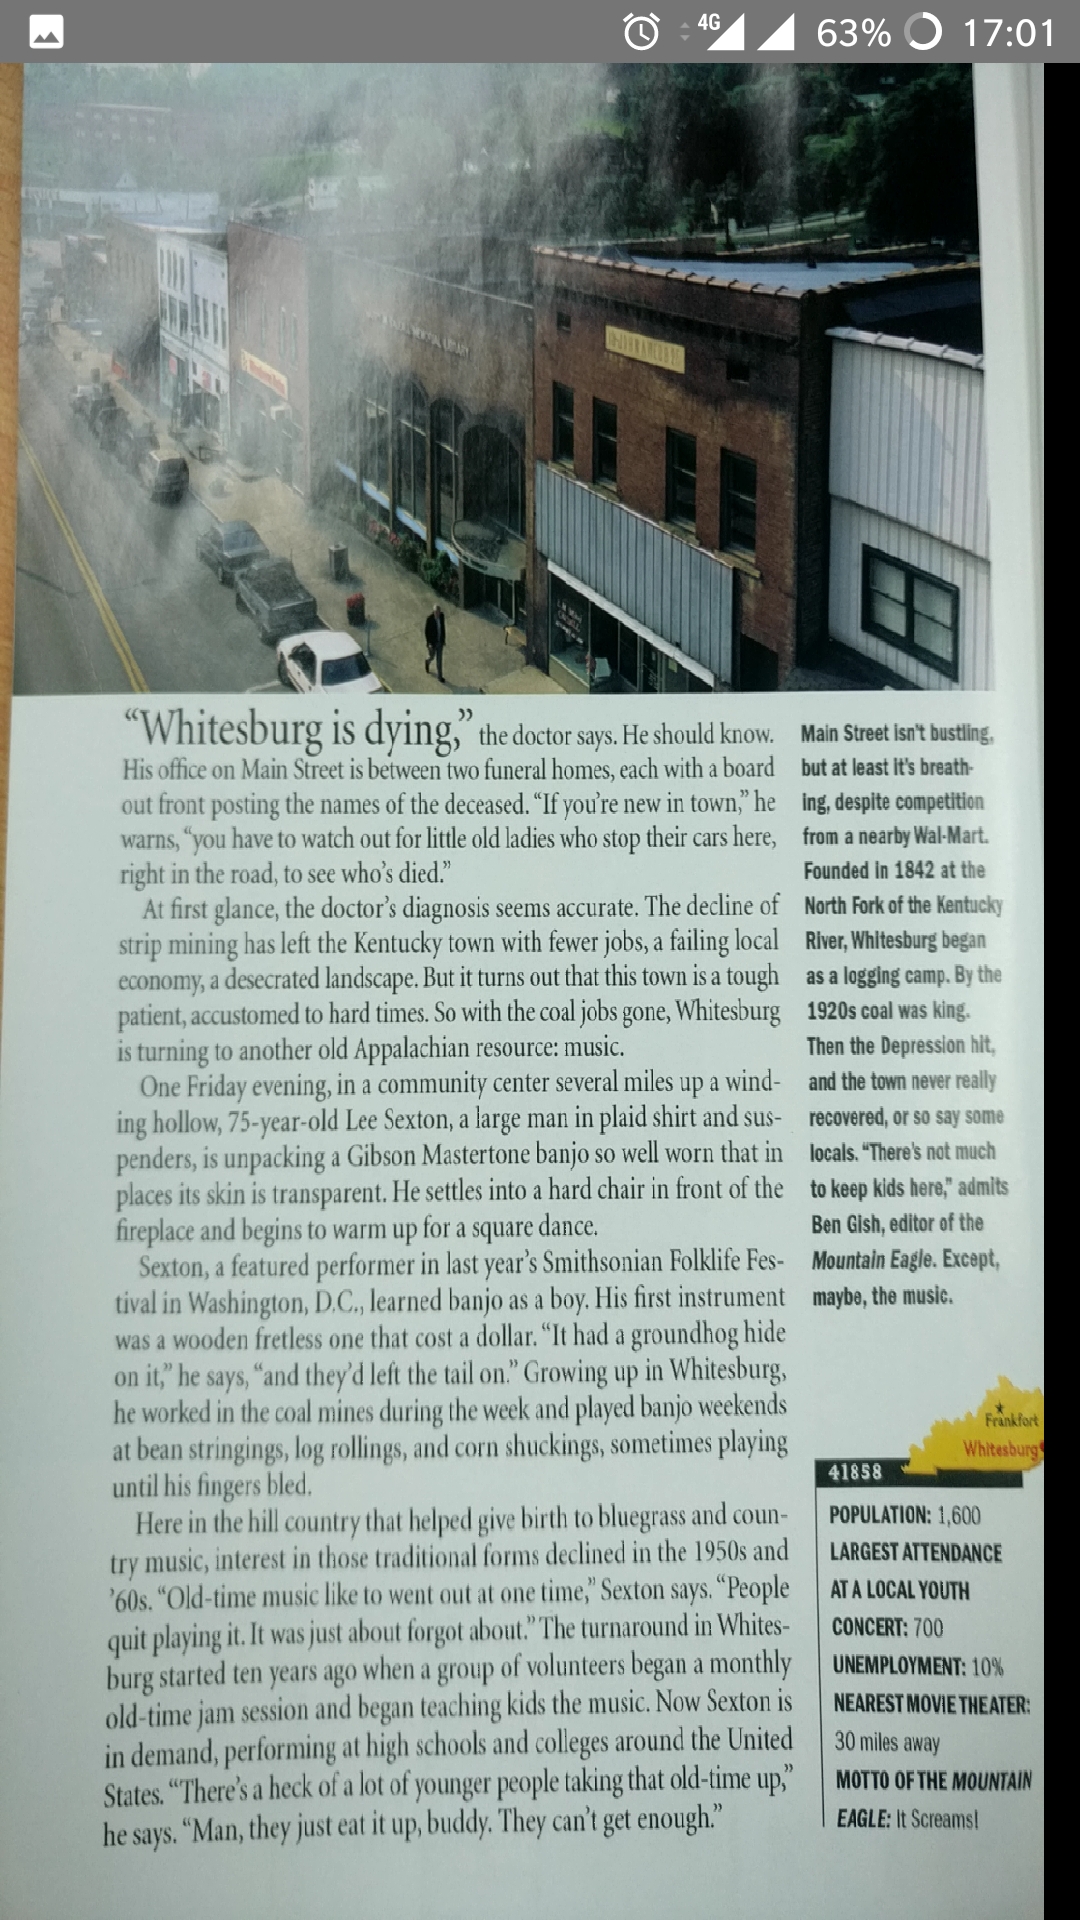 4G 63% 17:01
MEMORIAL LIBRARY
"Whitesburg is dying," the doctor says. He should know.
His office on Main Street is between two funeral homes, each with a board
out front posting the names of the deceased. "If you're new in town," he
warns, "you have to watch out for little old ladies who stop their cars here,
right in the road, to see who's died."
At first glance, the doctor's diagnosis seems accurate. The decline of
strip mining has left the Kentucky town with fewer jobs, a failing local
economy, a desecrated landscape. But it turns out that this town is a tough
patient, accustomed to hard times. So with the coal jobs gone, Whitesburg
is turning to another old Appalachian resource: music.
One Friday evening, in a community center several miles up a wind-
ing hollow, 75-year-old Lee Sexton, a large man in plaid shirt and sus-
penders, is unpacking a Gibson Mastertone banjo so well worn that in
places its skin is transparent. He settles into a hard chair in front of the
fireplace and begins to warm up for a square dance.
Sexton, a featured performer in last year's Smithsonian Folklife Fes-
tival in Washington, D.C., learned banjo as a boy. His first instrument
was a wooden fretless one that cost a dollar. "It had a groundhog hide
on it," he says, "and they'd left the tail on." Growing up in Whitesburg,
he worked in the coal mines during the week and played banjo weekends
at bean stringings, log rollings, and corn shuckings, sometimes playing
until his fingers bled.
Here in the hill country that helped give birth to bluegrass and coun-
try music, interest in those traditional forms declined in the 1950s and
'60s. "Old-time music like to went out at one time," Sexton says. "People
quit playing it. It was just about forgot about." The turnaround in Whites-
burg started ten years ago when a group of volunteers began a monthly
old-time jam session and began teaching kids the music. Now Sexton is
in demand, performing at high schools and colleges around the United
States. "There's a heck of a lot of younger people taking that old-time up,"
he says. "Man, they just eat it up, buddy. They can't get enough."
Main Street isn't bustling,
but at least it's breath-
ing, despite competition
from a nearby Wal-Mart.
Founded in 1842 at the
North Fork of the Kentucky
River, Whitesburg began
as a logging camp. By the
1920s coal was king.
Then the Depression hit,
and the town never really
recovered, or so say some
locals. "There's not much
to keep kids here," admits
Ben Gish, editor of the
Mountain Eagle. Except,
maybe, the music.
Frankfort
Whitesburg
41858
POPULATION: 1,600
LARGEST ATTENDANCE
AT A LOCAL YOUTH
CONCERT: 700
UNEMPLOYMENT: 10%
NEAREST MOVIE THEATER:
30 miles away
MOTTO OF THE MOUNTAIN
EAGLE: It Screams!